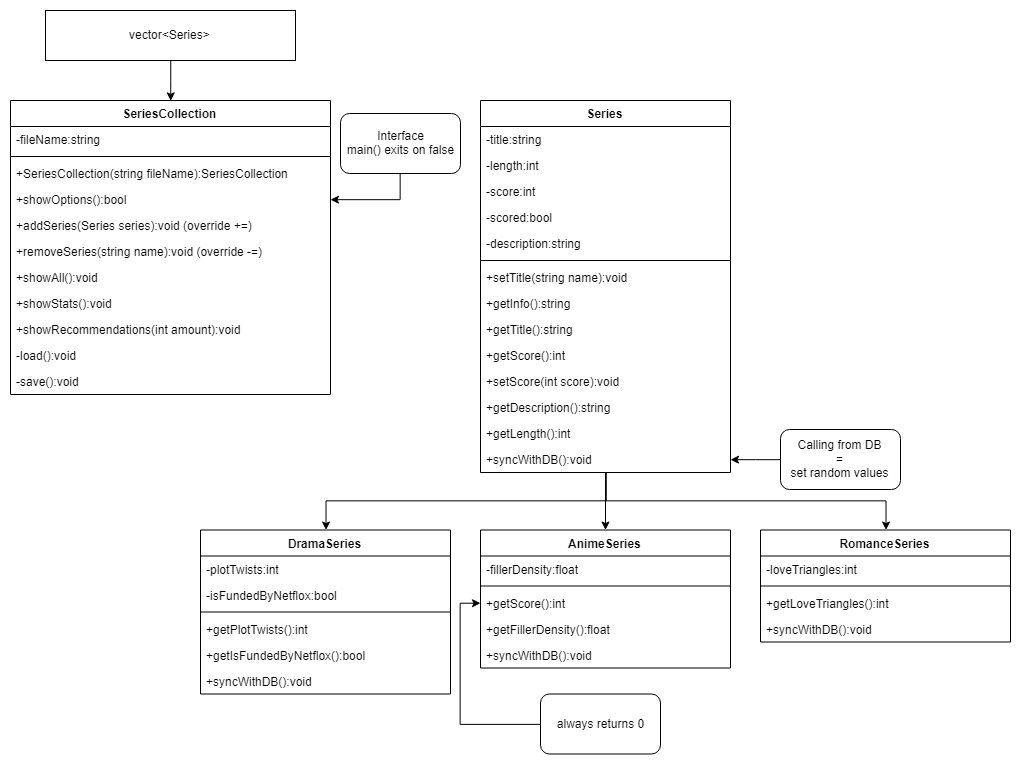 vector<Series>
SeriesCollection
-fileName:string
+SeriesCollection(string fileName):SeriesCollection
+showOptions():bool
+addSeries(Series series):void (override +=)
+removeSeries(string name):void (override -=)
+showAll():void
+showStats():void
+showRecommendations(int amount):void
-load():void
-save():void
Interface
main() exits on false
Series
-title:string
-length:int
-score:int
-scored:bool
-description:string
+setTitle(string name):void
+getInfo():string
+getTitle():string
+getScore():int
+setScore(int score):void
+getDescription():string
+getLength():int
+syncWithDB():void
Calling from DB
=
set random values
DramaSeries
-plotTwists:int
-isFundedByNetflox:bool
+getPlotTwists():int
+getIsFundedByNetflox():bool
+syncWithDB():void
AnimeSeries
-fillerDensity:float
+getScore():int
+getFillerDensity():float
+syncWithDB():void
RomanceSeries
-loveTriangles:int
+getLoveTriangles():int
+syncWithDB():void
always returns 0